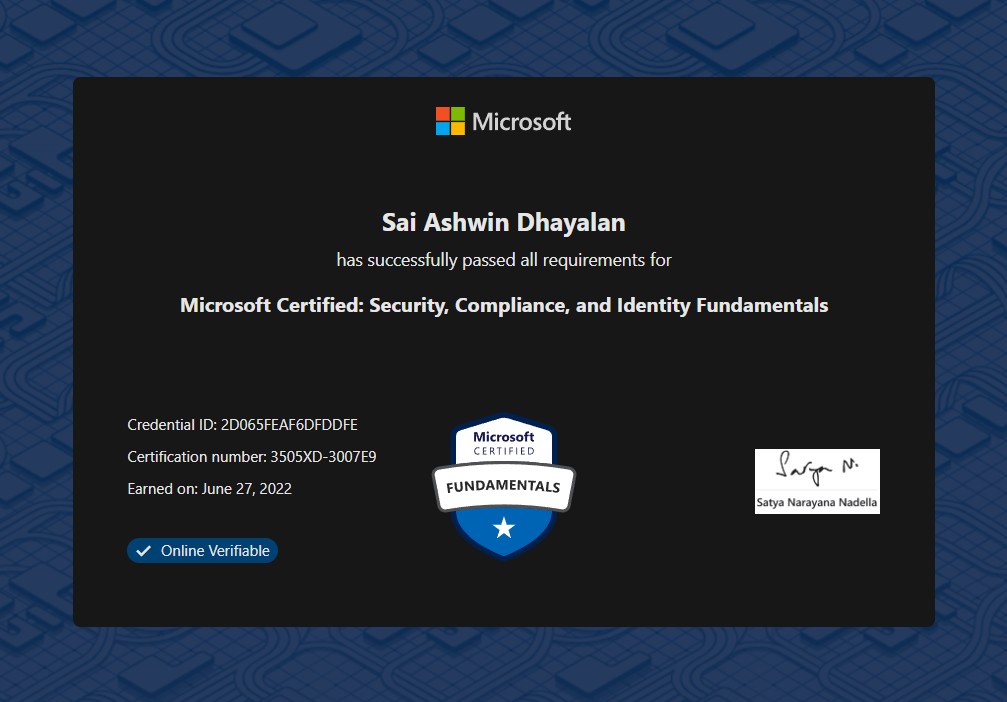 Microsoft
Sai Ashwin Dhayalan
has successfully passed all requirements for
Microsoft Certified: Security, Compliance, and Identity Fundamentals
Credential ID: 2D065FEAF6DFDDFE
Certification number: 3505XD-3007E9
Earned on: June 27, 2022
Online Verifiable
Microsoft
CERTIFIED
FUNDAMENTALS
Satya N.
Satya Narayana Nadella